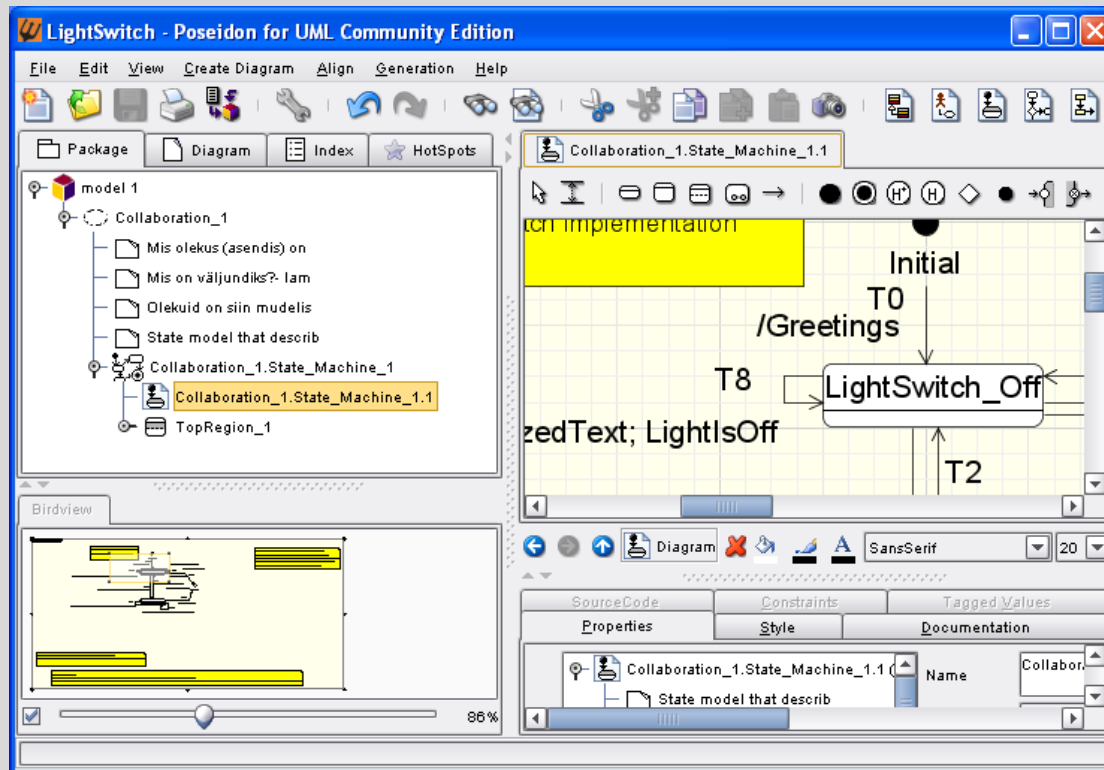 LightSwitch - Poseidon for UML Community Edition
File Edit View Create Diagram Align Generation Help
Package Diagram Index HotSpots
model 1
Collaboration_1
Mis olekus (asendis) on
Mis on väljundiks?- lam
Olekuid on siin mudelis
State model that describ
Collaboration_1.State_Machine_1
Collaboration_1.State_Machine_1.1
TopRegion_1
Birdview
86%
Collaboration_1.State_Machine_1.1
H* H
tch Implementation
Initial
T0
/Greetings
T8
LightSwitch_Off
zedText; LightIsOff
T2
Diagram A SansSerif 20
SourceCode Constraints Tagged Values
Properties Style Documentation
Collaboration_1.State_Machine_1.1 (
State model that describ
Name
Collabor